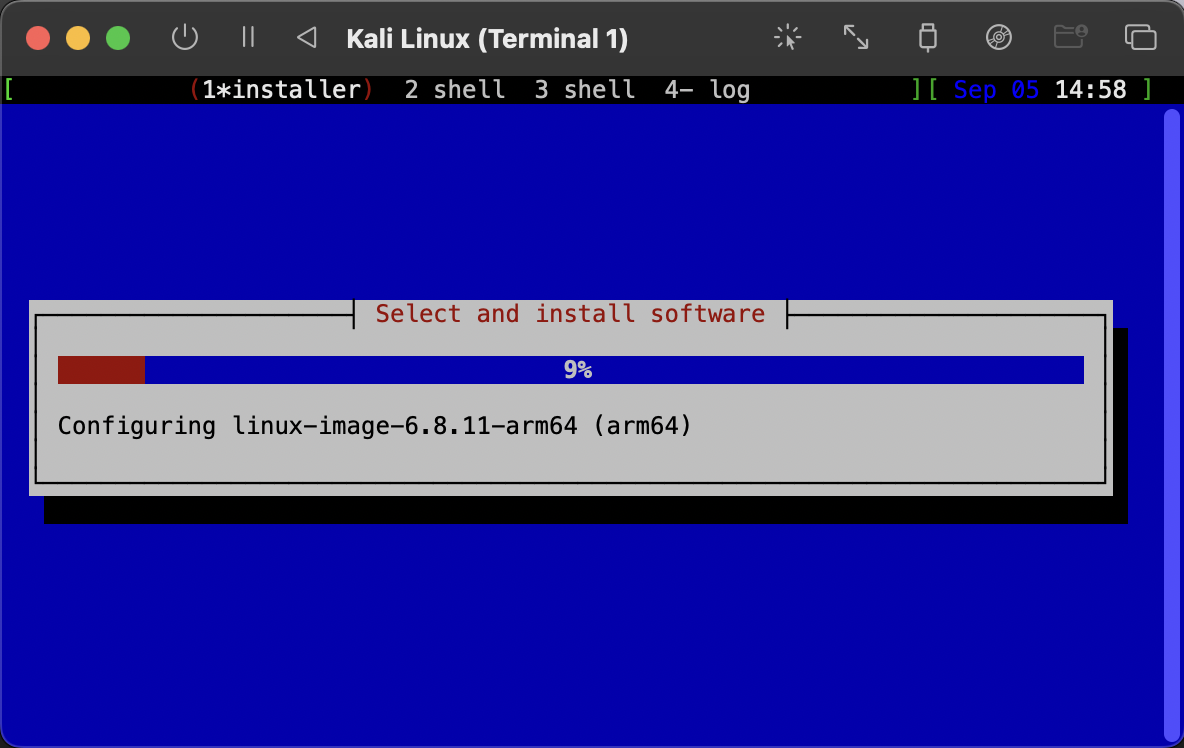 Kali Linux (Terminal 1)
[ (1*installer) 2 shell 3 shell 4- log ][ Sep 05 14:58 ]
Select and install software
9%
Configuring linux-image-6.8.11-arm64 (arm64)